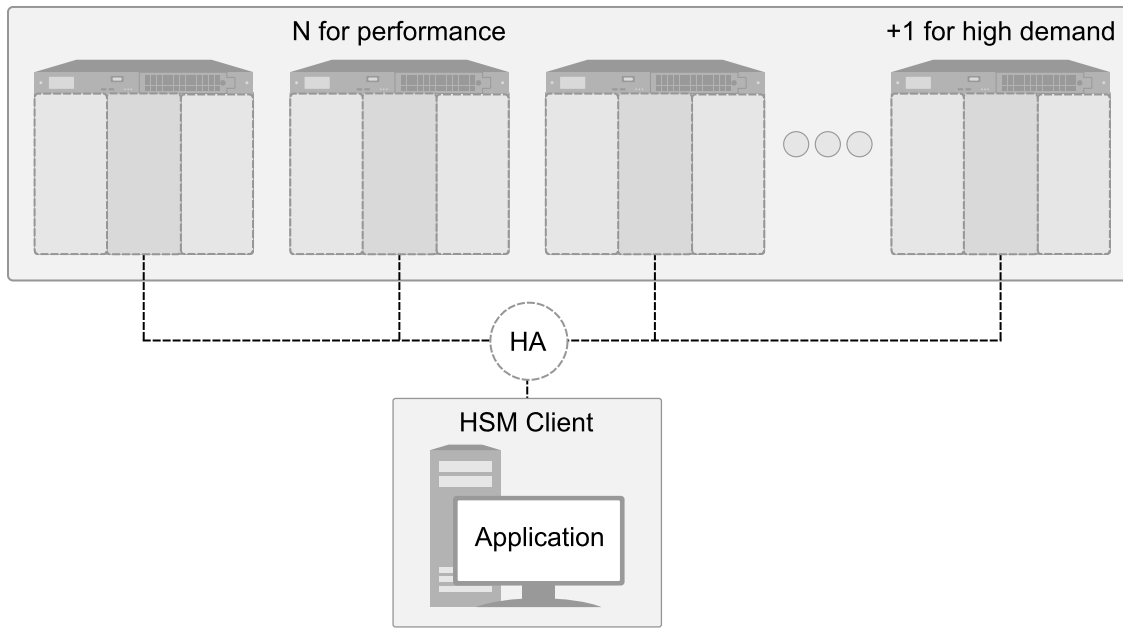 N for performance
+1 for high demand
HA
HSM Client
Application